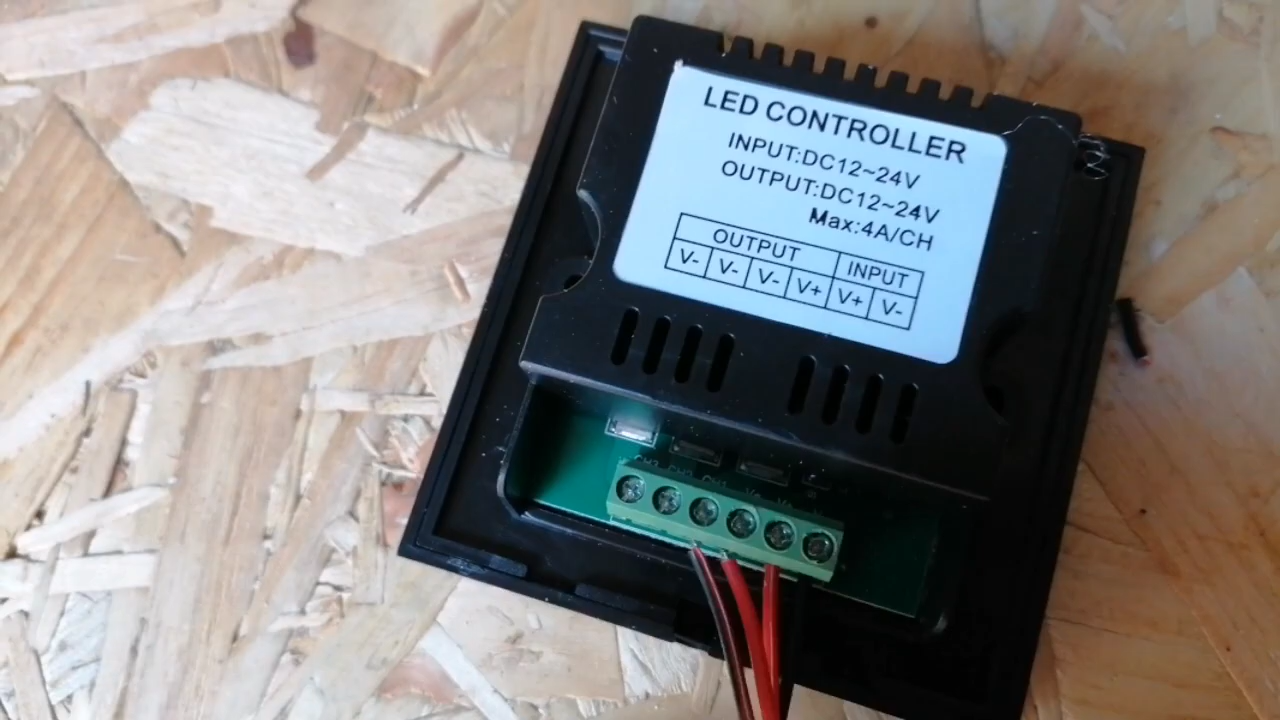 LED CONTROLLER
INPUT:DC12~24V
OUTPUT:DC12~24V
Max:4A/CH
OUTPUT INPUT
V- V- V- V+ V+ V-